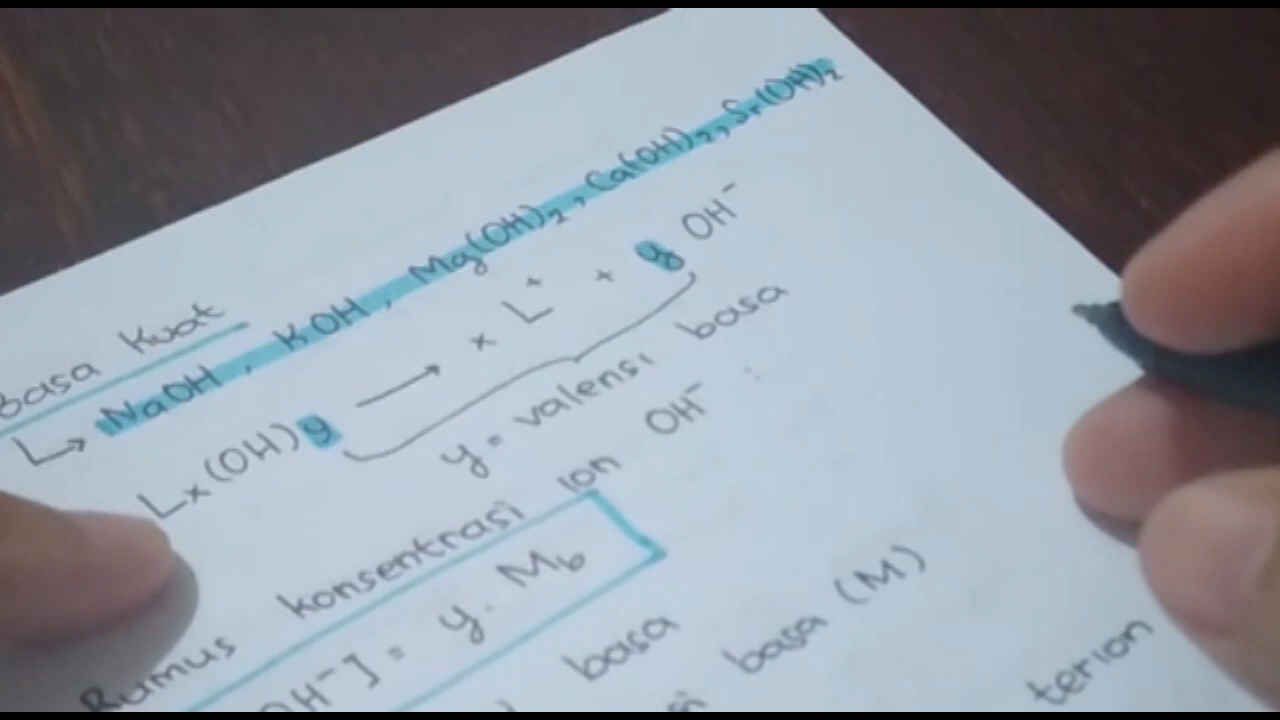 Basa Kuat
↳ NaOH, KOH, Mg(OH)₂, Ca(OH)₂, Sr(OH)₂
Lx(OH)y → x L⁺ + y OH⁻
y = valensi basa
Rumus konsentrasi ion OH⁻ :
OH⁻] = y . Mb
basa
basa (M)
terion